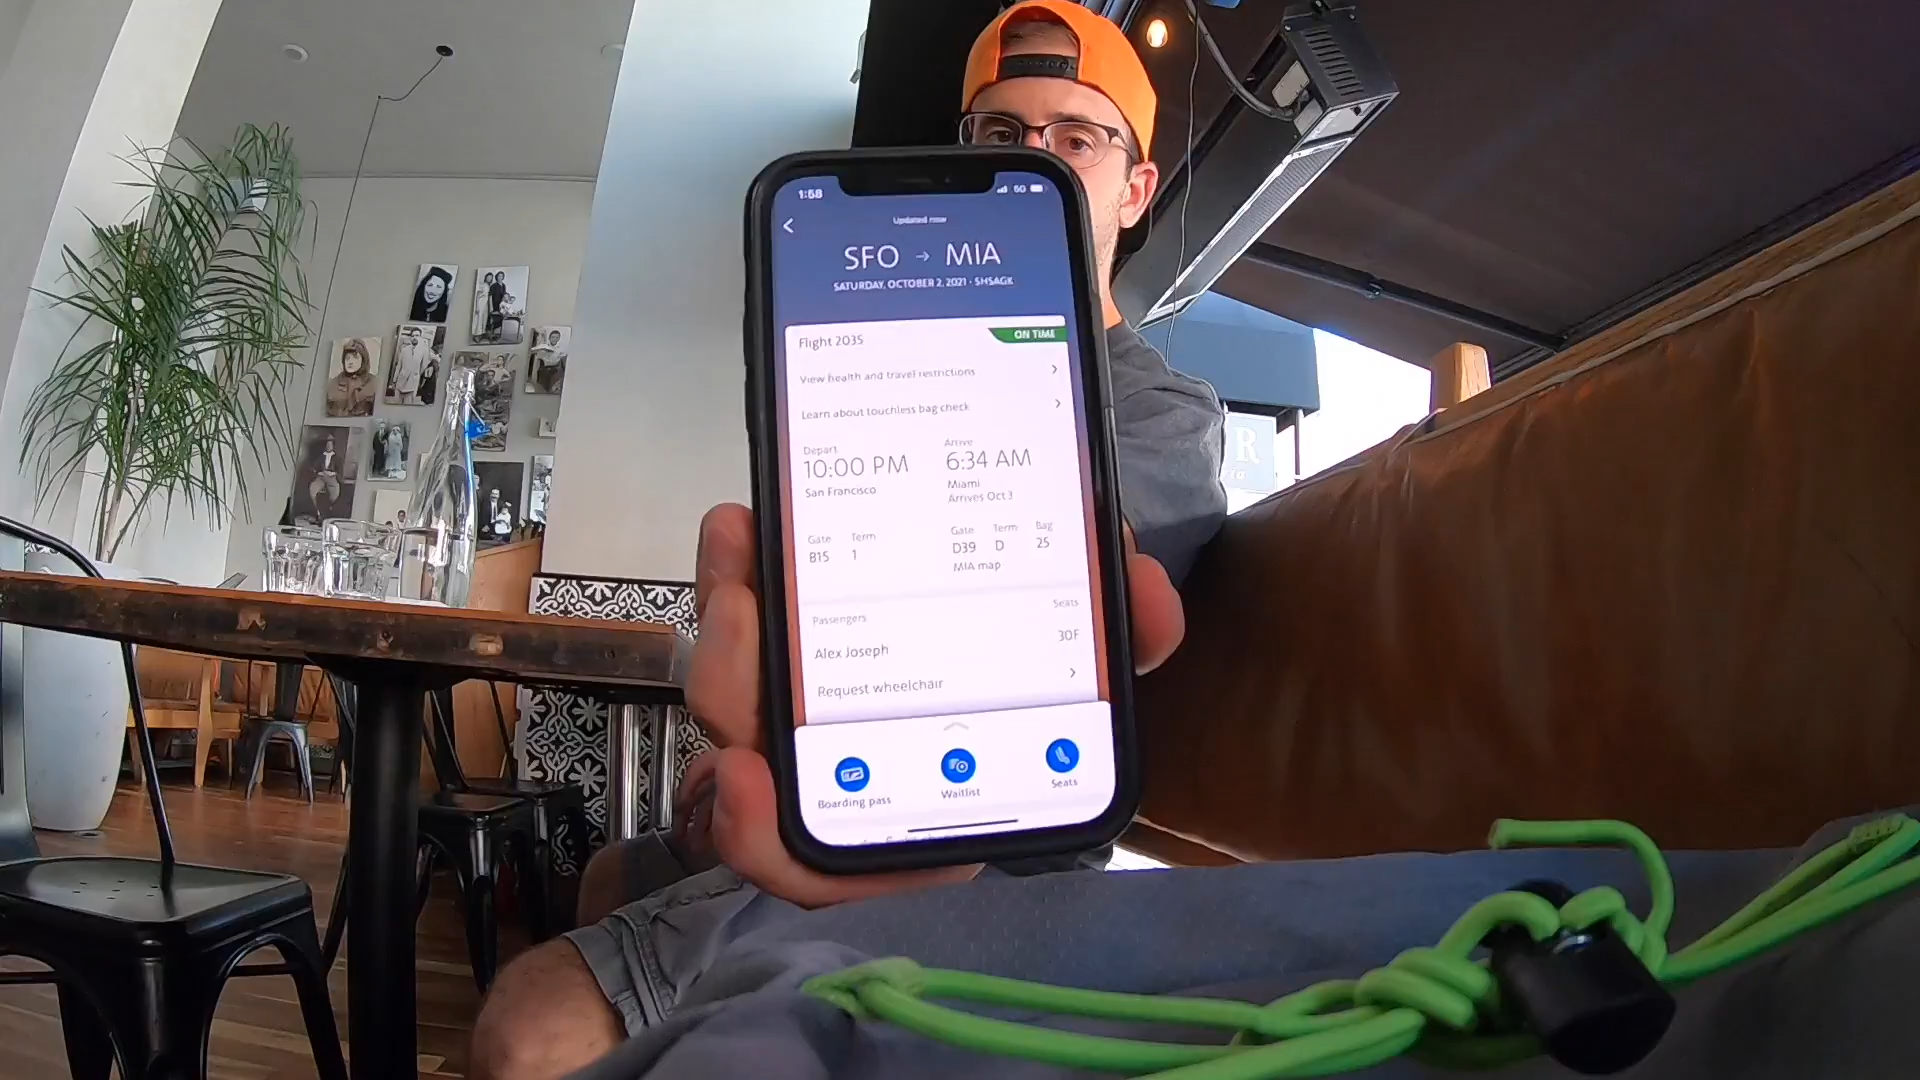 1:58
5G
Updated now
SFO → MIA
SATURDAY, OCTOBER 2, 2021 · SHSAGK
Flight 2035
ON TIME
View health and travel restrictions
Learn about touchless bag check
Depart
Arrive
10:00 PM
6:34 AM
San Francisco
Miami
Arrives Oct 3
Gate Term
Gate Term Bag
B15 1
D39 D 25
MIA map
Passengers
Seats
Alex Joseph
30F
Request wheelchair
Boarding pass
Waitlist
Seats
R